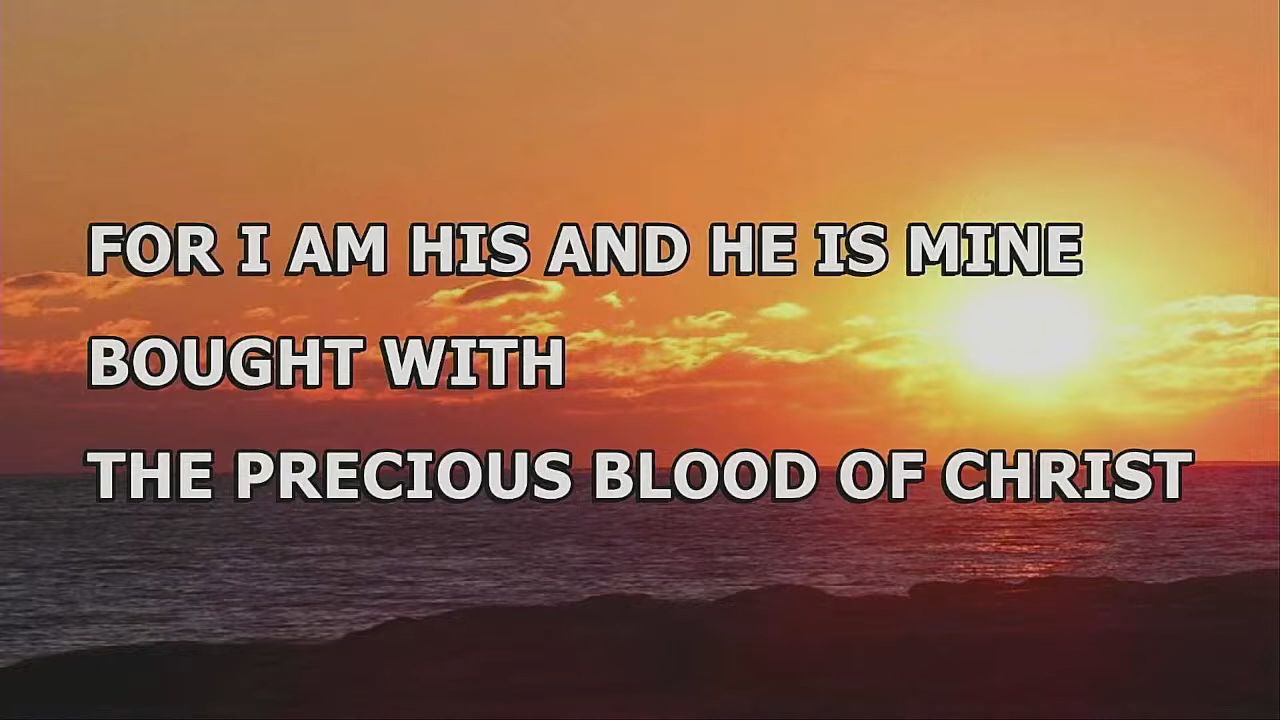 FOR I AM HIS AND HE IS MINE
BOUGHT WITH
THE PRECIOUS BLOOD OF CHRIST